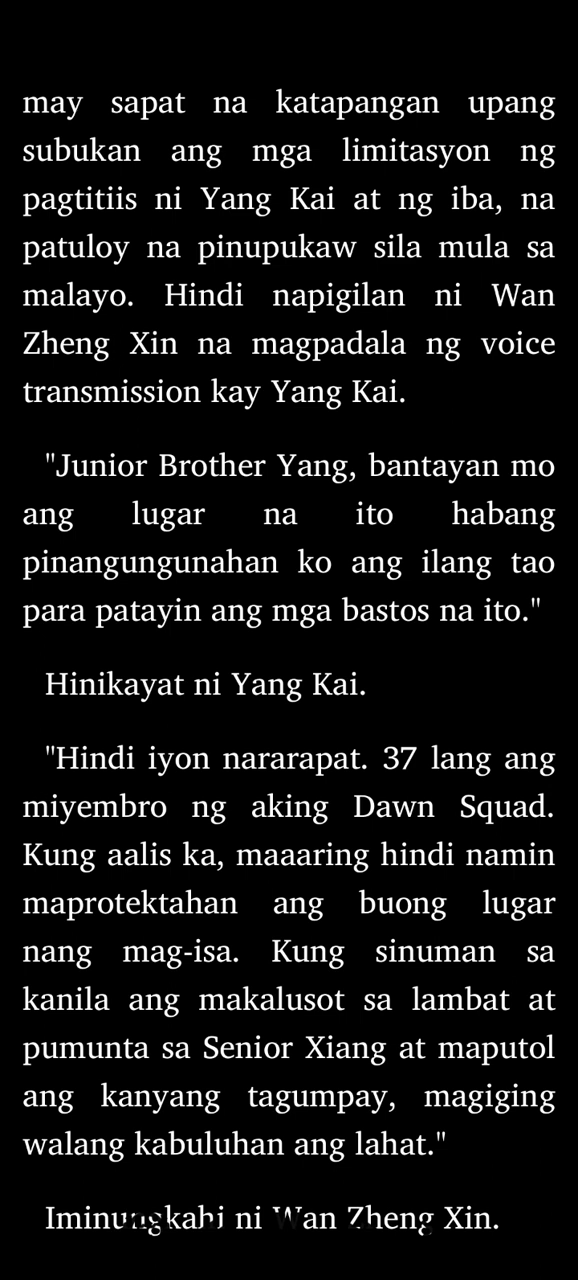 may sapat na katapangan upang
subukan ang mga limitasyon ng
pagtitiis ni Yang Kai at ng iba, na
patuloy na pinupukaw sila mula sa
malayo. Hindi napigilan ni Wan
Zheng Xin na magpadala ng voice
transmission kay Yang Kai.
"Junior Brother Yang, bantayan mo
ang lugar na ito habang
pinangungunahan ko ang ilang tao
para patayin ang mga bastos na ito."
Hinikayat ni Yang Kai.
"Hindi iyon nararapat. 37 lang ang
miyembro ng aking Dawn Squad.
Kung aalis ka, maaaring hindi namin
maprotektahan ang buong lugar
nang mag-isa. Kung sinuman sa
kanila ang makalusot sa lambat at
pumunta sa Senior Xiang at maputol
ang kanyang tagumpay, magiging
walang kabuluhan ang lahat."
Iminungkahi ni Wan Zheng Xin.